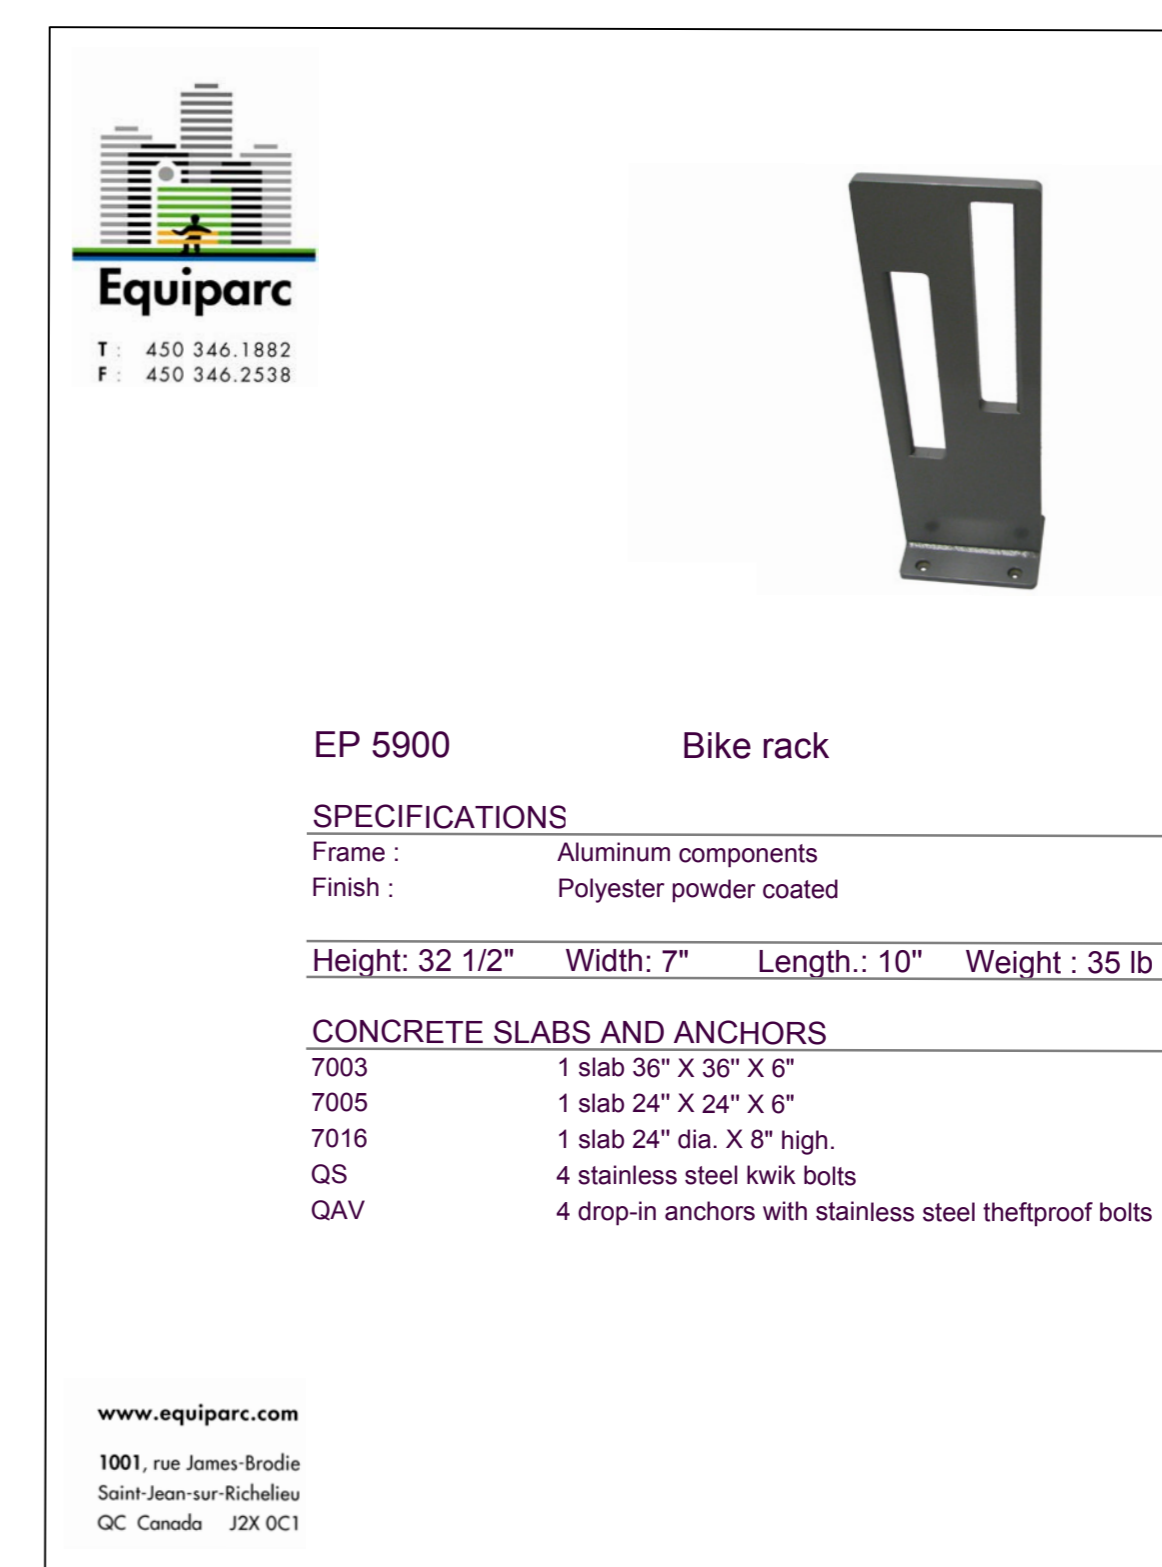 Equiparc
T : 450 346.1882
F : 450 346.2538
EP 5900 Bike rack
SPECIFICATIONS
Frame : Aluminum components
Finish : Polyester powder coated
Height: 32 1/2" Width: 7" Length.: 10" Weight : 35 lb
CONCRETE SLABS AND ANCHORS
7003 1 slab 36" X 36" X 6"
7005 1 slab 24" X 24" X 6"
7016 1 slab 24" dia. X 8" high.
QS 4 stainless steel kwik bolts
QAV 4 drop-in anchors with stainless steel theftproof bolts
www.equiparc.com
1001, rue James-Brodie
Saint-Jean-sur-Richelieu
QC Canada J2X 0C1